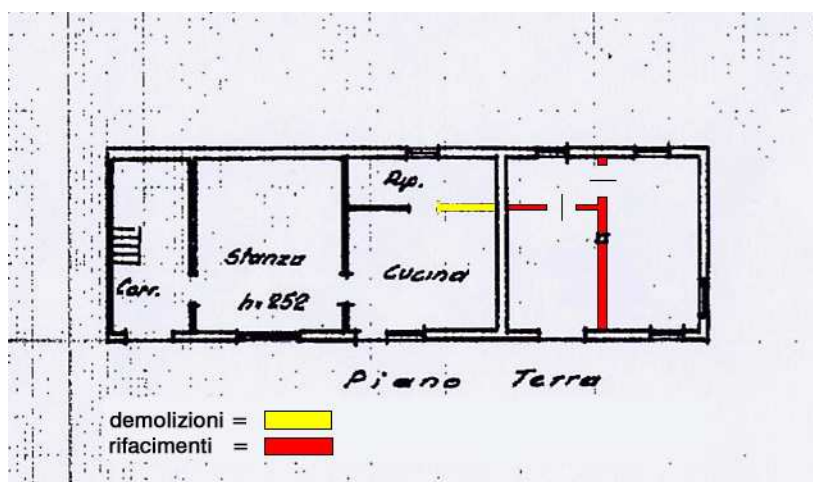 Rip.
Stanza
h=252
Cucina
Corr.
Piano Terra
demolizioni =
rifacimenti =